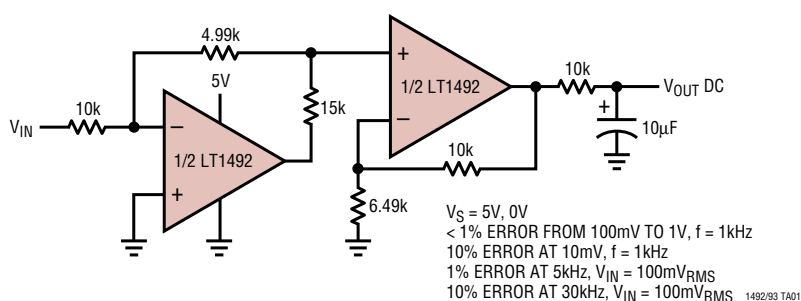 4.99k
10k
5V
15k
V_IN
1/2 LT1492
−
+
+
−
1/2 LT1492
10k
V_OUT DC
+
10µF
10k
6.49k
V_S = 5V, 0V
< 1% ERROR FROM 100mV TO 1V, f = 1kHz
10% ERROR AT 10mV, f = 1kHz
1% ERROR AT 5kHz, V_IN = 100mV_RMS
10% ERROR AT 30kHz, V_IN = 100mV_RMS
1492/93 TA01